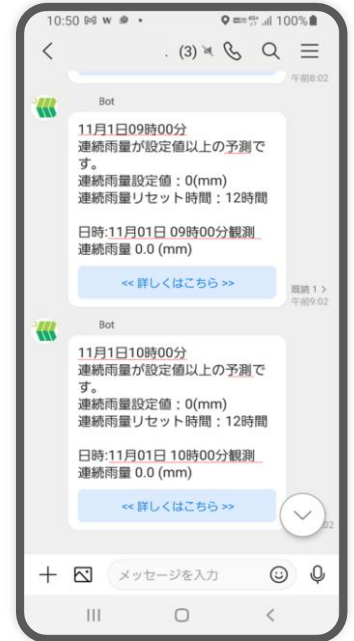 10:50 W • 100%
. (3)
午前8:02
Bot
11月1日09時00分
連続雨量が設定値以上の予測で
す。
連続雨量設定値：0(mm)
連続雨量リセット時間：12時間
日時:11月01日 09時00分観測
連続雨量 0.0 (mm)
<< 詳しくはこちら >>
既読 1 >
午前9:02
Bot
11月1日10時00分
連続雨量が設定値以上の予測で
す。
連続雨量設定値：0(mm)
連続雨量リセット時間：12時間
日時:11月01日 10時00分観測
連続雨量 0.0 (mm)
<< 詳しくはこちら >>
02
メッセージを入力